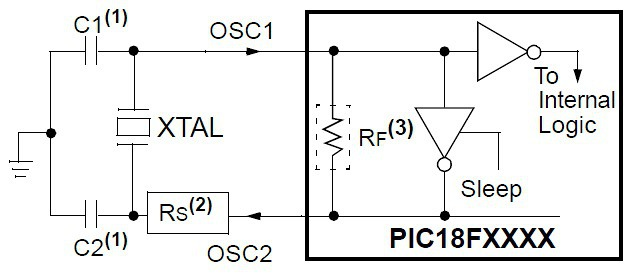 C1(1)
OSC1
To
Internal
Logic
XTAL
RF(3)
Sleep
RS(2)
C2(1)
OSC2
PIC18FXXXX